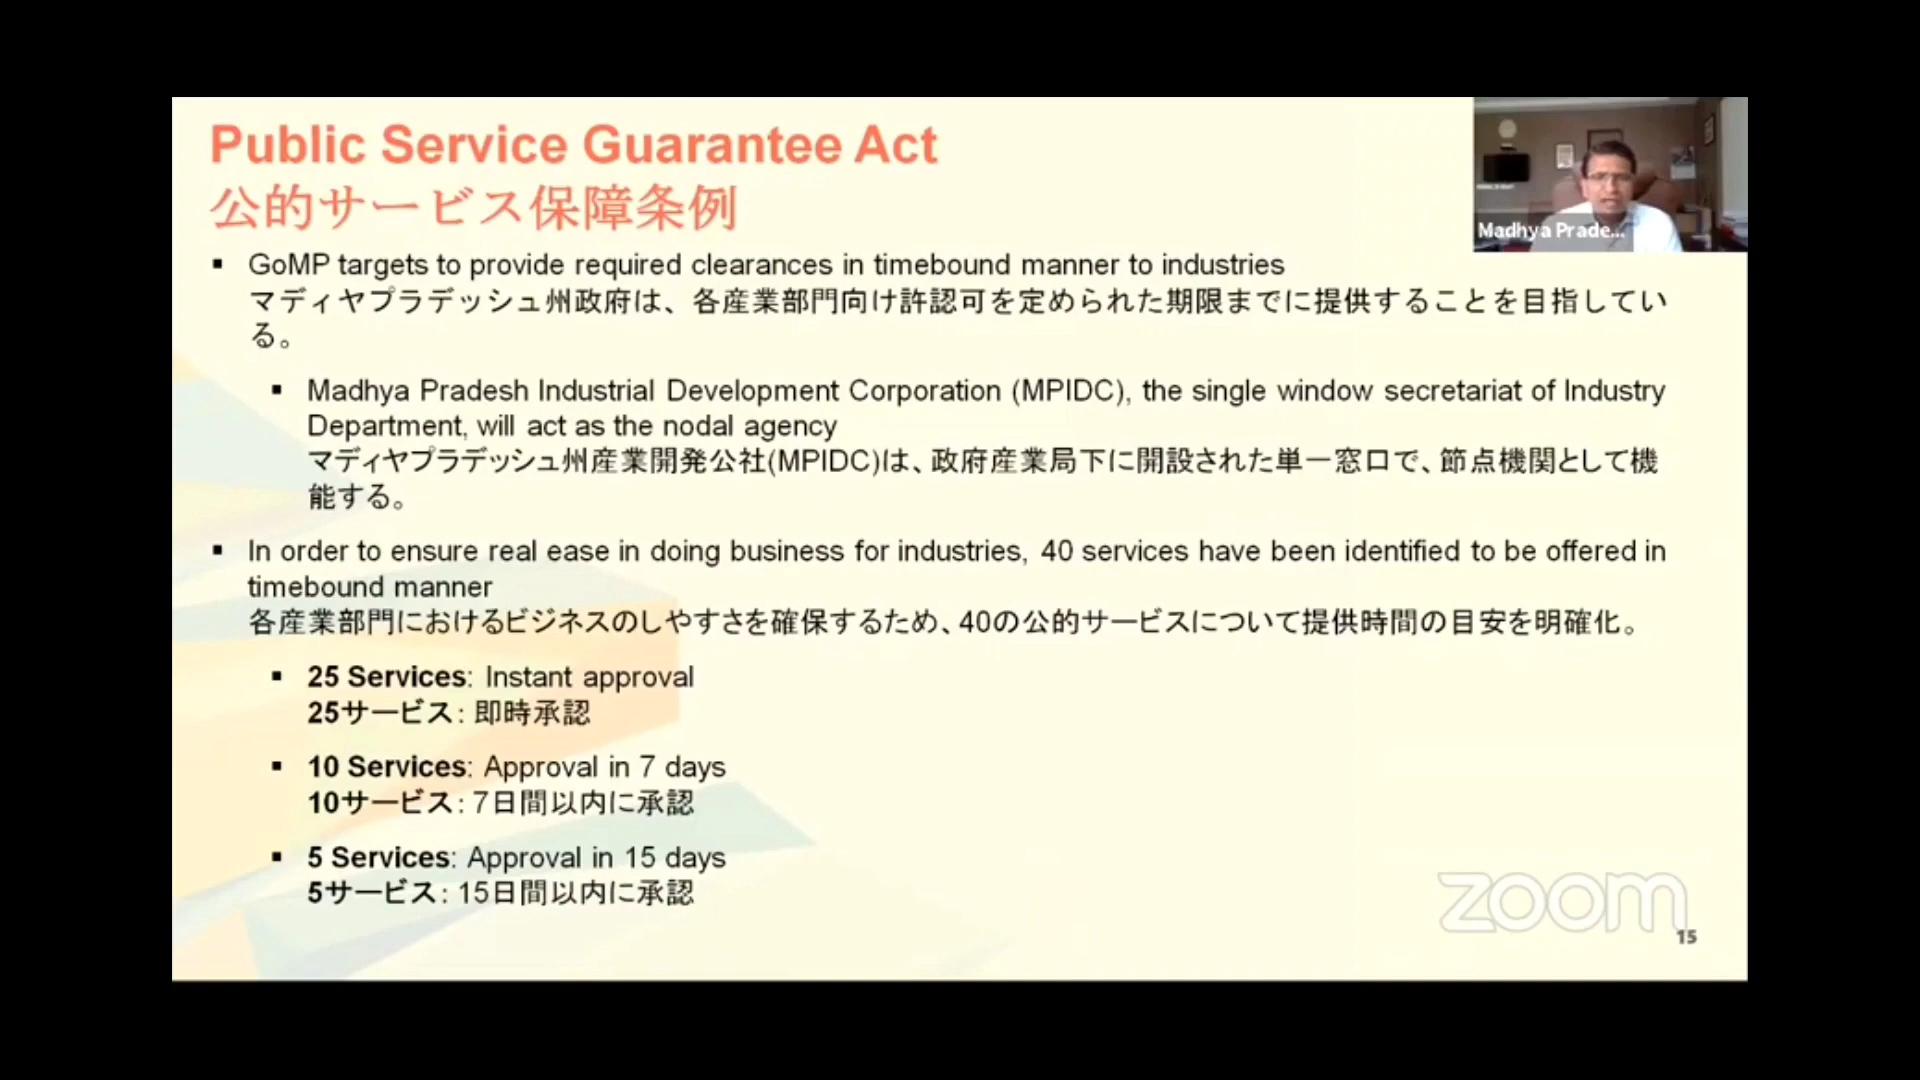 Public Service Guarantee Act
公的サービス保障条例
Madhya Prade...
▪ GoMP targets to provide required clearances in timebound manner to industries
マディヤプラデッシュ州政府は、各産業部門向け許認可を定められた期限までに提供することを目指してい
る。
▪ Madhya Pradesh Industrial Development Corporation (MPIDC), the single window secretariat of Industry
Department, will act as the nodal agency
マディヤプラデッシュ州産業開発公社(MPIDC)は、政府産業局下に開設された単一窓口で、節点機関として機
能する。
▪ In order to ensure real ease in doing business for industries, 40 services have been identified to be offered in
timebound manner
各産業部門におけるビジネスのしやすさを確保するため、40の公的サービスについて提供時間の目安を明確化。
▪ 25 Services: Instant approval
25サービス: 即時承認
▪ 10 Services: Approval in 7 days
10サービス: 7日間以内に承認
▪ 5 Services: Approval in 15 days
5サービス: 15日間以内に承認
zoom
15